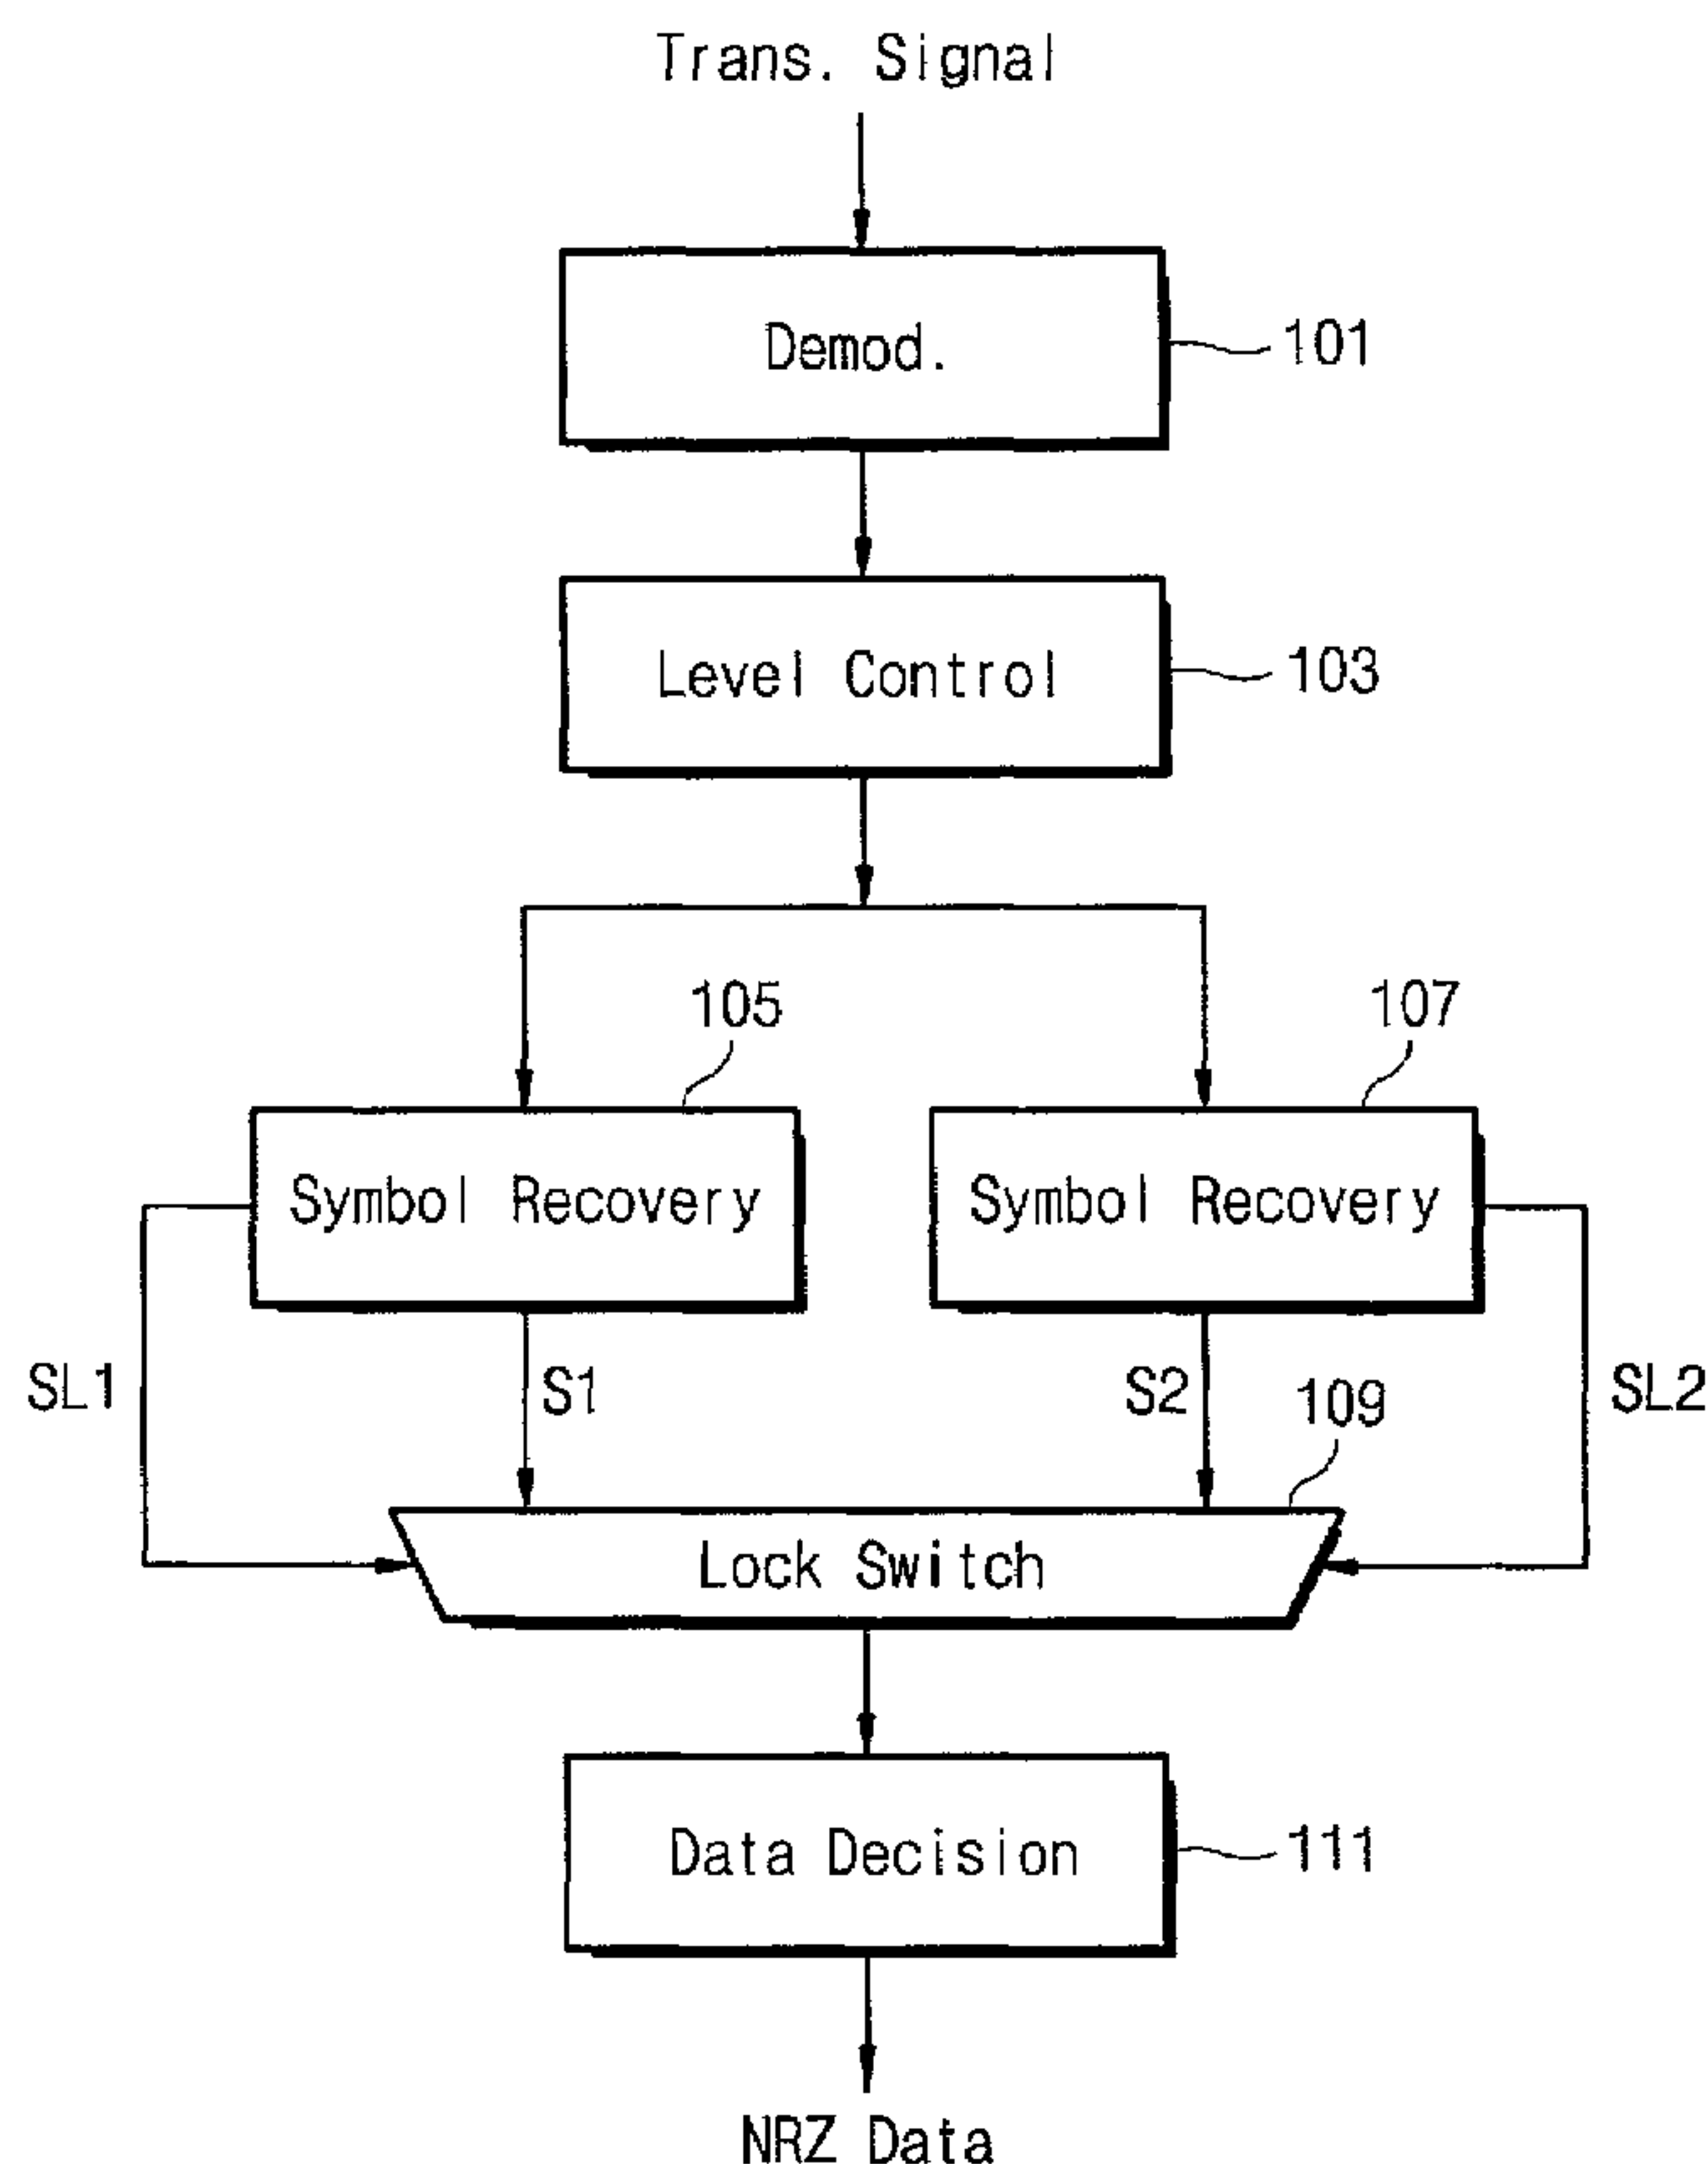 Trans. Signal
Demod.
101
Level Control
103
105
107
Symbol Recovery
Symbol Recovery
SL1
S1
S2
109
SL2
Lock Switch
Data Decision
111
NRZ Data